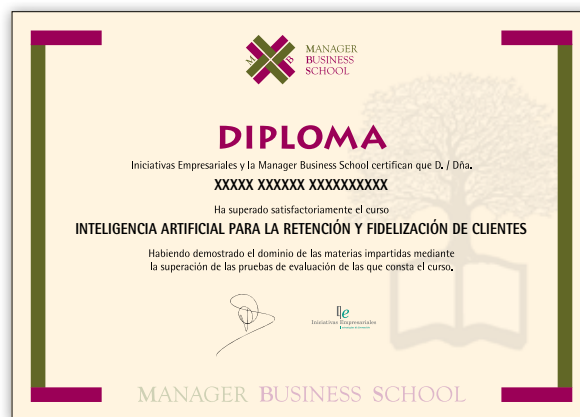 M B
MANAGER
BUSINESS
SCHOOL
DIPLOMA
Iniciativas Empresariales y la Manager Business School certifican que D. / Dña.
XXXXX XXXXXX XXXXXXXXXX
Ha superado satisfactoriamente el curso
INTELIGENCIA ARTIFICIAL PARA LA RETENCIÓN Y FIDELIZACIÓN DE CLIENTES
Habiendo demostrado el dominio de las materias impartidas mediante
la superación de las pruebas de evaluación de las que consta el curso.
Iniciativas Empresariales
MANAGER BUSINESS SCHOOL